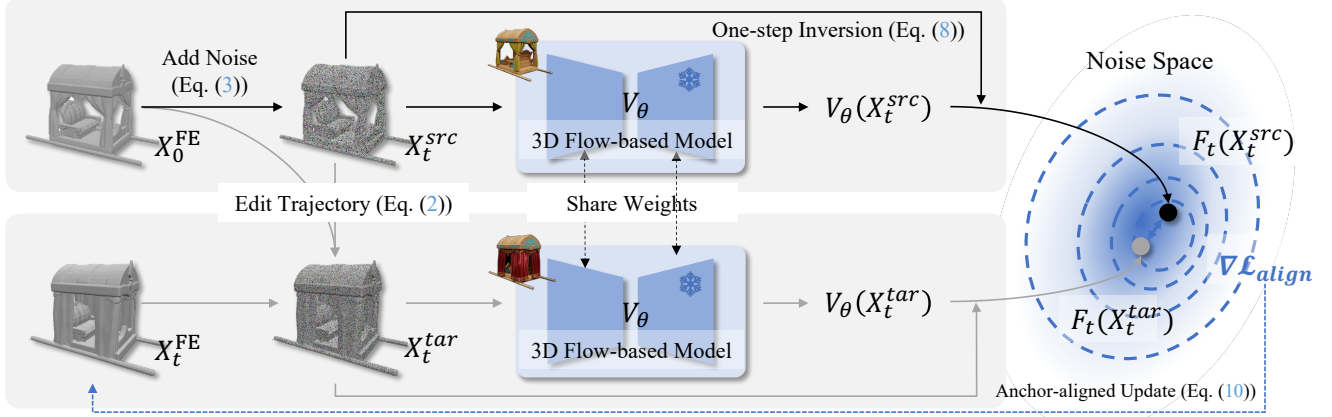 One-step Inversion (Eq. (8))
Add Noise
(Eq. (3))
Noise Space
V_θ
V_θ(X_t^{src})
3D Flow-based Model
F_t(X_t^{src})
X_0^{FE}
X_t^{src}
Edit Trajectory (Eq. (2))
Share Weights
∇ℒ_{align}
V_θ
V_θ(X_t^{tar})
F_t(X_t^{tar})
3D Flow-based Model
X_t^{FE}
X_t^{tar}
Anchor-aligned Update (Eq. (10))